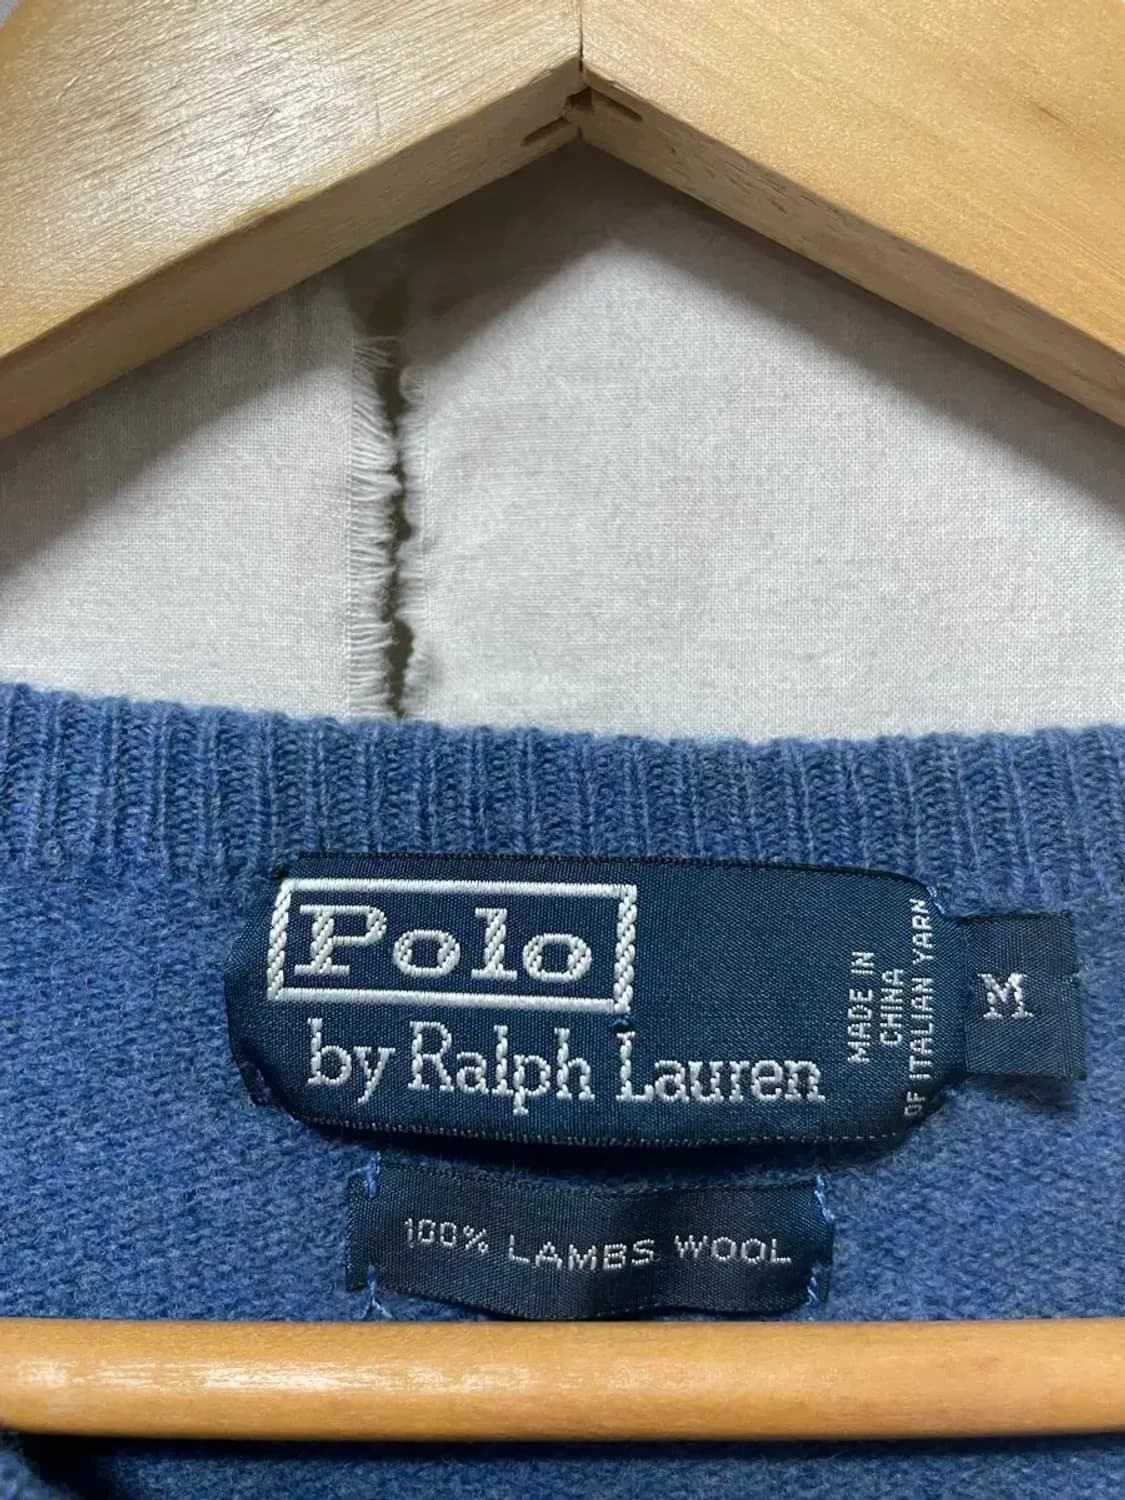 Polo
by Ralph Lauren
MADE IN
CHINA
OF ITALIAN YARN
M
100% LAMBS WOOL